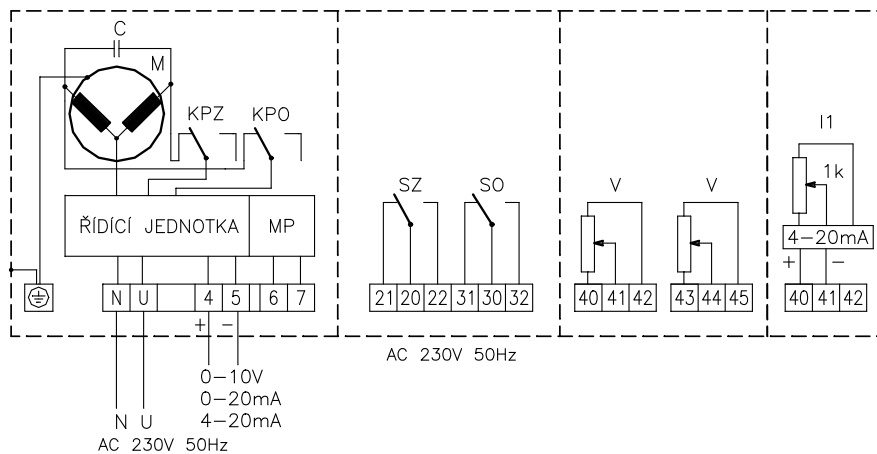 C
M
KPZ KPO
ŘÍDÍCÍ JEDNOTKA MP
N U 4 5 6 7
+ −
0−10V
0−20mA
4−20mA
N U
AC 230V 50Hz
SZ SO
21 20 22 31 30 32
AC 230V 50Hz
V V
40 41 42 43 44 45
I1
1k
4−20mA
+ −
40 41 42